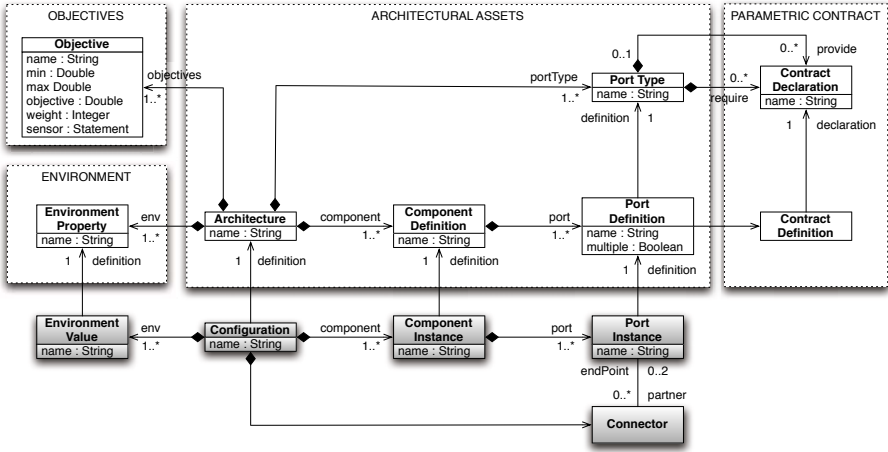 OBJECTIVES
ARCHITECTURAL ASSETS
PARAMETRIC CONTRACT
Objective
name : String
min : Double
max Double
objective : Double
weight : Integer
sensor : Statement
objectives
1..*
portType
1..*
0..1
Port Type
name : String
0..*
provide
0..*
require
Contract
Declaration
name : String
definition
1
1
declaration
ENVIRONMENT
Environment
Property
name : String
env
1..*
Architecture
name : String
component
1..*
Component
Definition
name : String
port
1..*
Port
Definition
name : String
multiple : Boolean
Contract
Definition
1
definition
1
definition
1
definition
1
definition
Environment
Value
name : String
env
1..*
Configuration
name : String
component
1..*
Component
Instance
name : String
port
1..*
Port
Instance
name : String
endPoint
0..2
0..*
partner
Connector